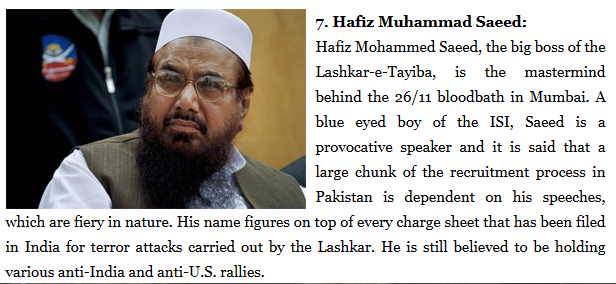 7. Hafiz Muhammad Saeed:
Hafiz Mohammed Saeed, the big boss of the
Lashkar-e-Tayiba, is the mastermind
behind the 26/11 bloodbath in Mumbai. A
blue eyed boy of the ISI, Saeed is a
provocative speaker and it is said that a
large chunk of the recruitment process in
Pakistan is dependent on his speeches,
which are fiery in nature. His name figures on top of every charge sheet that has been filed
in India for terror attacks carried out by the Lashkar. He is still believed to be holding
various anti-India and anti-U.S. rallies.